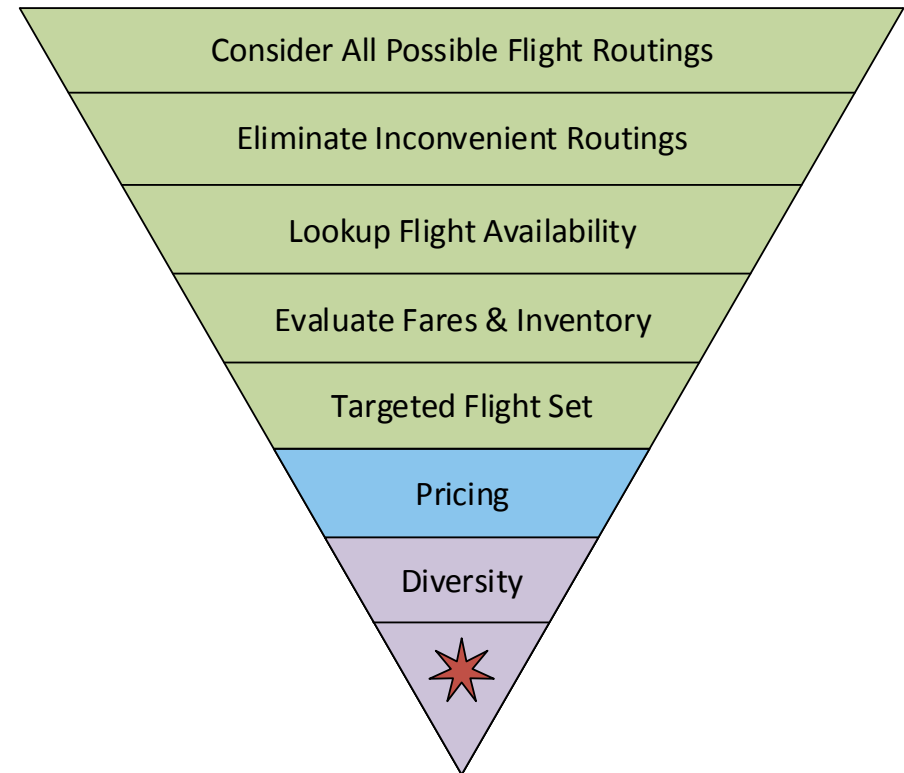 Consider All Possible Flight Routings
Eliminate Inconvenient Routings
Lookup Flight Availability
Evaluate Fares & Inventory
Targeted Flight Set
Pricing
Diversity